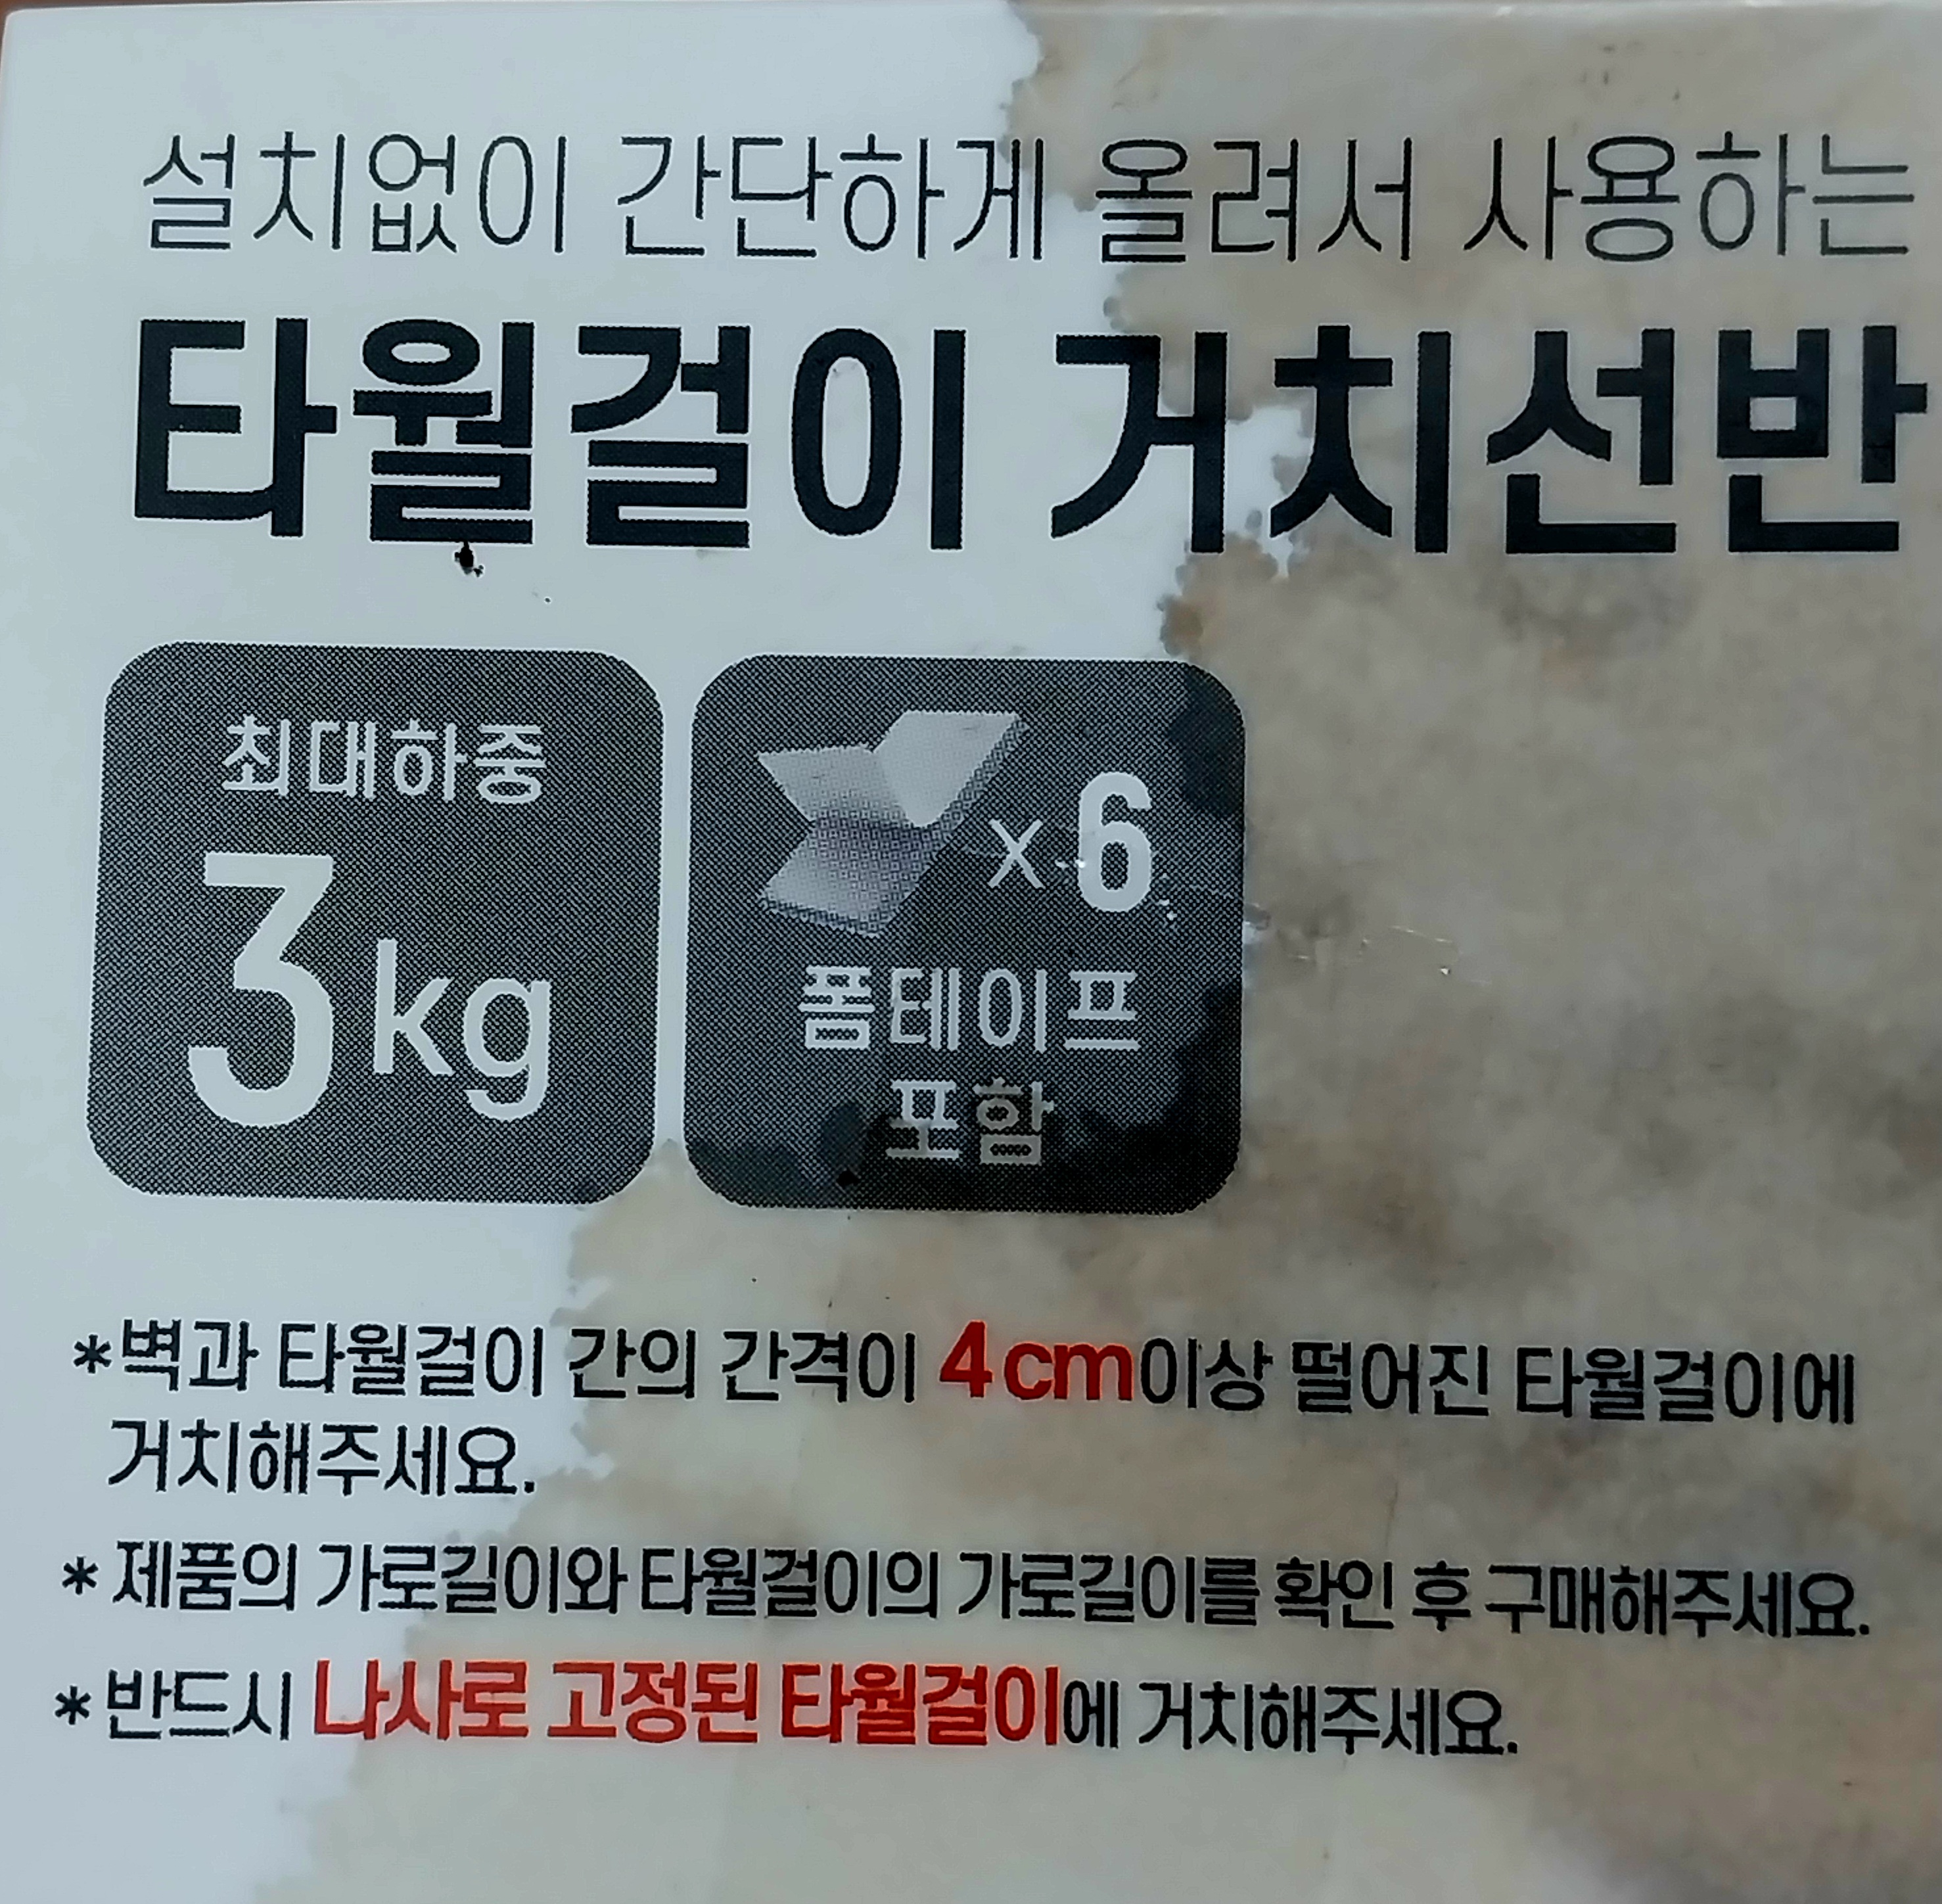 설치없이 간단하게 올려서 사용하는
타월걸이 거치선반
최대하중
3kg
x 6
폼테이프
포함
*벽과 타월걸이 간의 간격이 4cm이상 떨어진 타월걸이에
거치해주세요.
* 제품의 가로길이와 타월걸이의 가로길이를 확인 후 구매해주세요.
* 반드시 나사로 고정된 타월걸이에 거치해주세요.